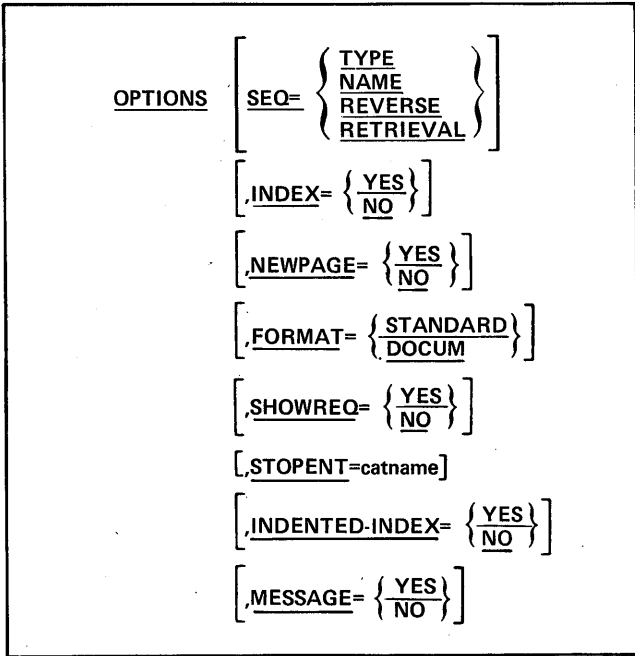 TYPE
NAME
OPTIONS [SEQ= { REVERSE }]
RETRIEVAL
[,INDEX= { YES
NO }]
[,NEWPAGE= { YES
NO }]
[,FORMAT= { STANDARD
DOCUM }]
[,SHOWREQ= { YES
NO }]
[,STOPENT=catname]
[,INDENTED-INDEX= { YES
NO }]
[,MESSAGE= { YES
NO }]